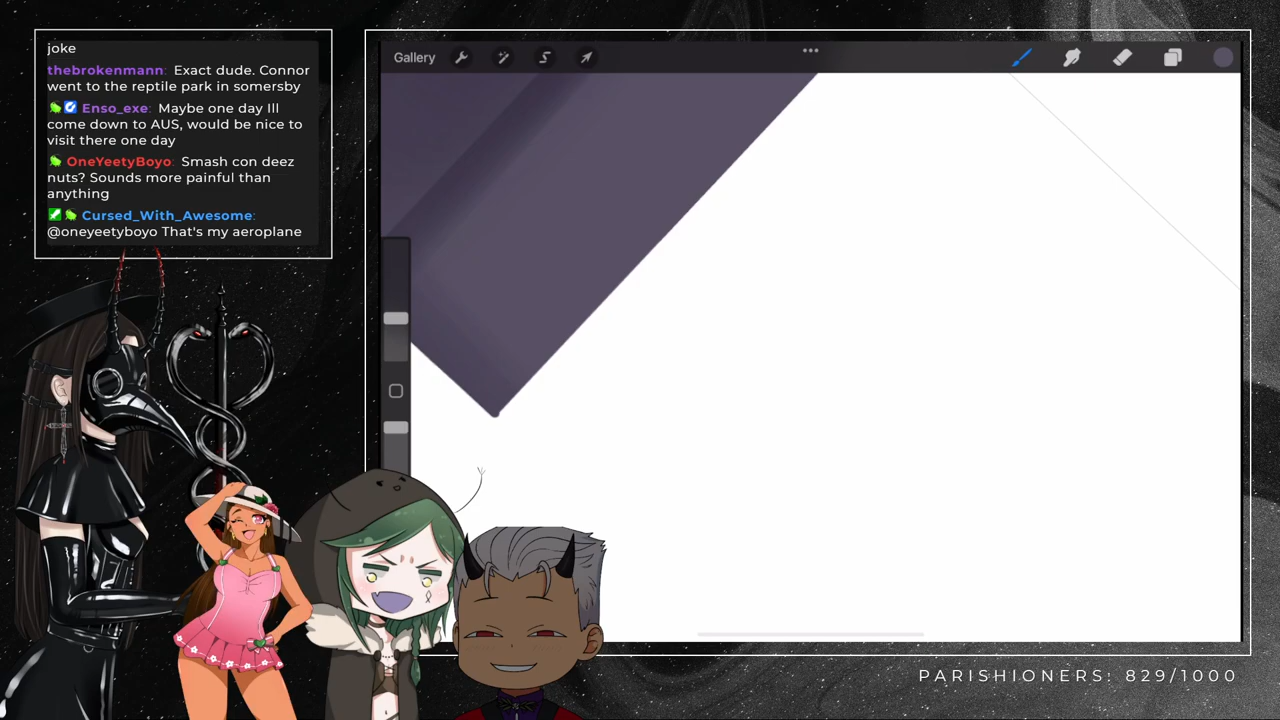 joke
thebrokenmann: Exact dude. Connor
went to the reptile park in somersby
Enso_exe: Maybe one day Ill
come down to AUS, would be nice to
visit there one day
OneYeetyBoyo: Smash con deez
nuts? Sounds more painful than
anything
Cursed_With_Awesome:
@oneyeetyboyo That's my aeroplane
Gallery
PARISHIONERS: 829/1000